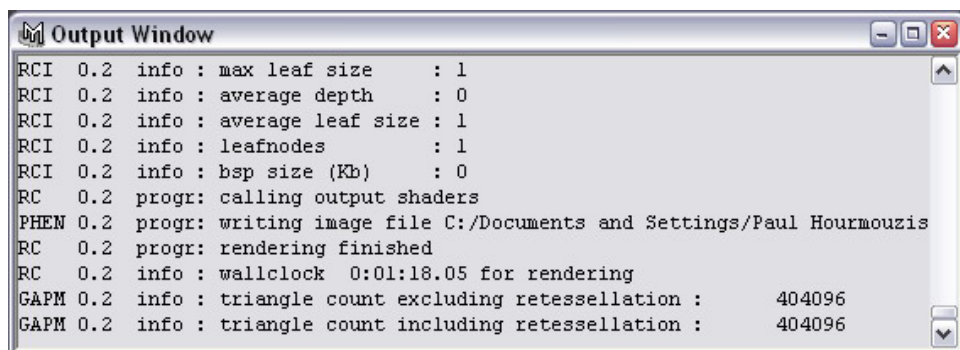 Output Window
RCI 0.2 info : max leaf size : 1
RCI 0.2 info : average depth : 0
RCI 0.2 info : average leaf size : 1
RCI 0.2 info : leafnodes : 1
RCI 0.2 info : bsp size (Kb) : 0
RC 0.2 progr: calling output shaders
PHEN 0.2 progr: writing image file C:/Documents and Settings/Paul Hourmouzis
RC 0.2 progr: rendering finished
RC 0.2 info : wallclock 0:01:18.05 for rendering
GAPM 0.2 info : triangle count excluding retessellation : 404096
GAPM 0.2 info : triangle count including retessellation : 404096